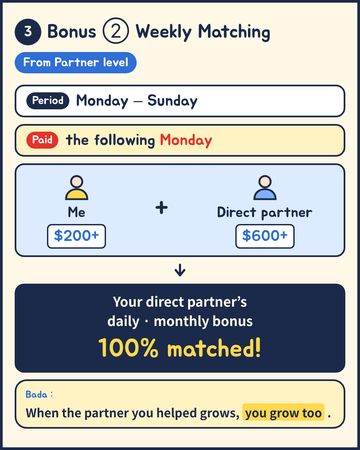 3 Bonus ② Weekly Matching
From Partner level
Period Monday – Sunday
Paid the following Monday
Me + Direct partner
$200+ $600+
↓
Your direct partner's
daily · monthly bonus
100% matched!
Bada :
When the partner you helped grows, you grow too .